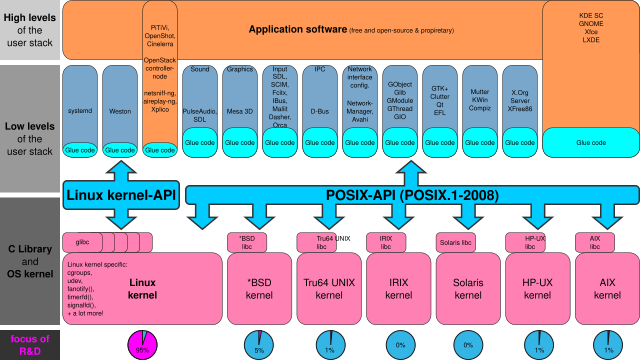 High levels
of the
user stack
Application software (free and open-source & propiretary)
PiTiVi,
OpenShot,
Cinelerra
OpenStack
controller-
node
netsniff-ng,
aireplay-ng,
Xplico
KDE SC
GNOME
Xfce
LXDE
Low levels
of the
user stack
systemd
Weston
Sound
PulseAudio,
SDL
Graphics
Mesa 3D
Input
SDL,
SCIM,
Fcitx,
IBus,
Maliit
Dasher,
Orca
IPC
D-Bus
Network
interface
config.
Network-
Manager,
Avahi
GObject
Glib
GModule
GThread
GIO
GTK+
Clutter
Qt
EFL
Mutter
KWin
Compiz
X.Org
Server
XFree86
Glue code
Glue code
Glue code
Glue code
Glue code
Glue code
Glue code
Glue code
Glue code
Glue code
Glue code
Glue code
Glue code
Linux kernel-API
POSIX-API (POSIX.1-2008)
C Library
and
OS kernel
glibc
*BSD
libc
Tru64 UNIX
libc
IRIX
libc
Solaris libc
HP-UX
libc
AIX
libc
Linux kernel specific:
cgroups,
udev,
fanotify(),
timerfd(),
signalfd(),
+ a lot more!
Linux
kernel
*BSD
kernel
Tru64 UNIX
kernel
IRIX
kernel
Solaris
kernel
HP-UX
kernel
AIX
kernel
focus of
R&D
95%
5%
1%
0%
0%
1%
1%